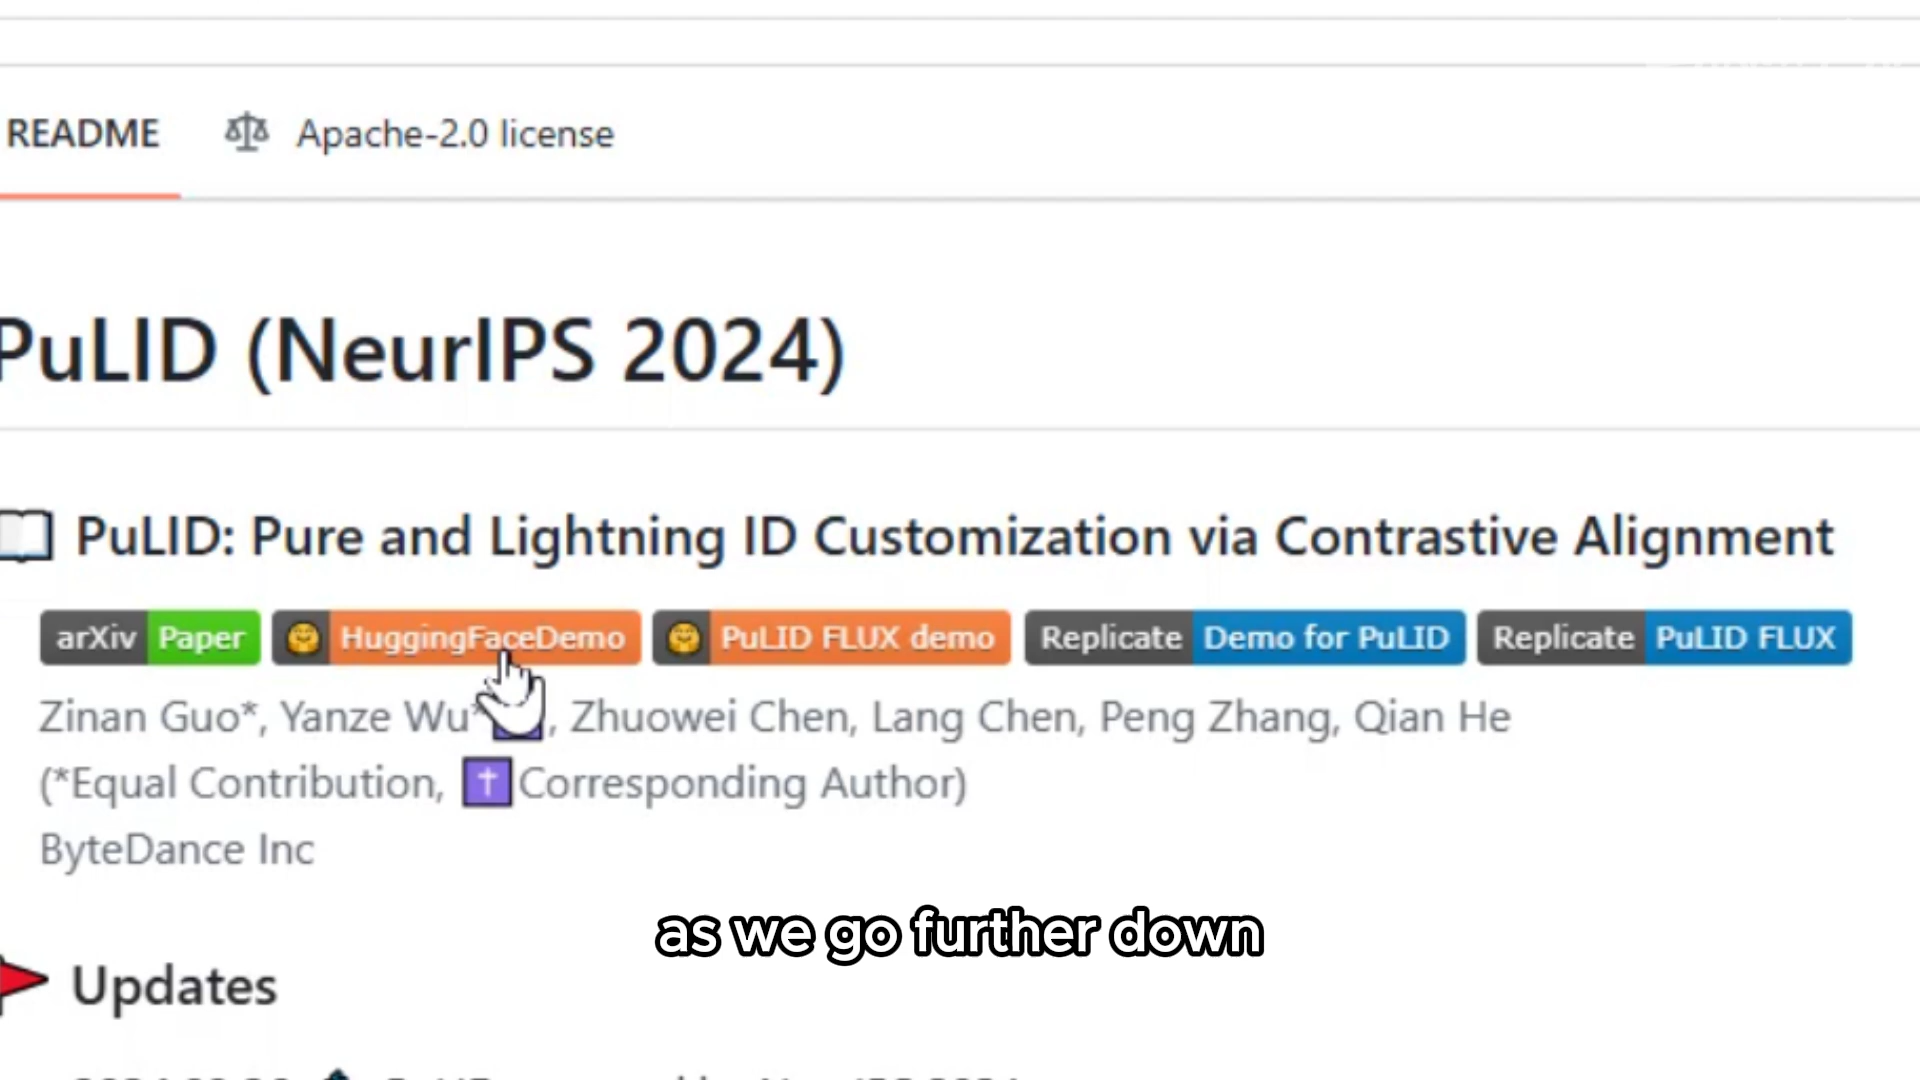 README Apache-2.0 license
PuLID (NeurIPS 2024)
PuLID: Pure and Lightning ID Customization via Contrastive Alignment
arXiv Paper HuggingFaceDemo PuLID FLUX demo Replicate Demo for PuLID Replicate PuLID FLUX
Zinan Guo*, Yanze Wu*, Zhuowei Chen, Lang Chen, Peng Zhang, Qian He
(*Equal Contribution, †Corresponding Author)
ByteDance Inc
as we go further down
Updates